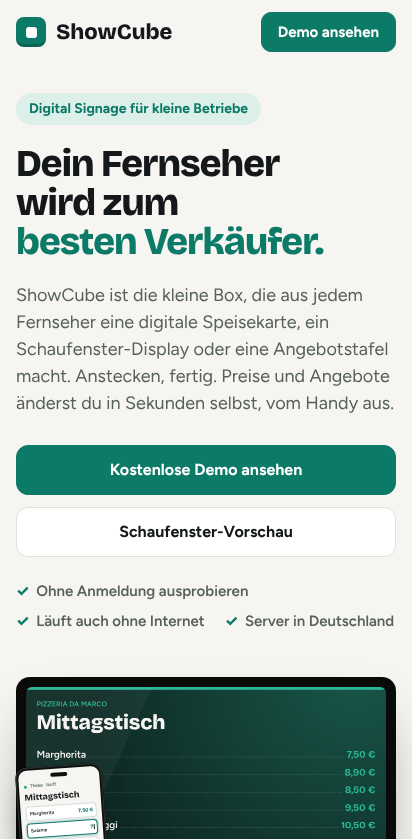 ShowCube
Demo ansehen
Digital Signage für kleine Betriebe
Dein Fernseher
wird zum
besten Verkäufer.
ShowCube ist die kleine Box, die aus jedem
Fernseher eine digitale Speisekarte, ein
Schaufenster-Display oder eine Angebotstafel
macht. Anstecken, fertig. Preise und Angebote
änderst du in Sekunden selbst, vom Handy aus.
Kostenlose Demo ansehen
Schaufenster-Vorschau
Ohne Anmeldung ausprobieren
Läuft auch ohne Internet
Server in Deutschland
PIZZERIA DA MARCO
Mittagstisch
Margherita 7,50 €
8,90 €
8,50 €
9,50 €
ggi 10,50 €
Theke · läuft
Mittagstisch
Margherita 7,50 €
Salame